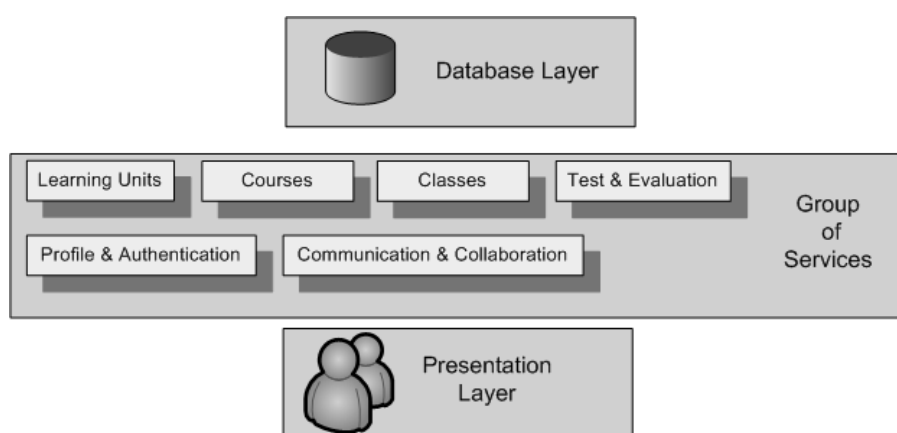 Database Layer
Learning Units
Courses
Classes
Test & Evaluation
Group
of
Services
Profile & Authentication
Communication & Collaboration
Presentation
Layer